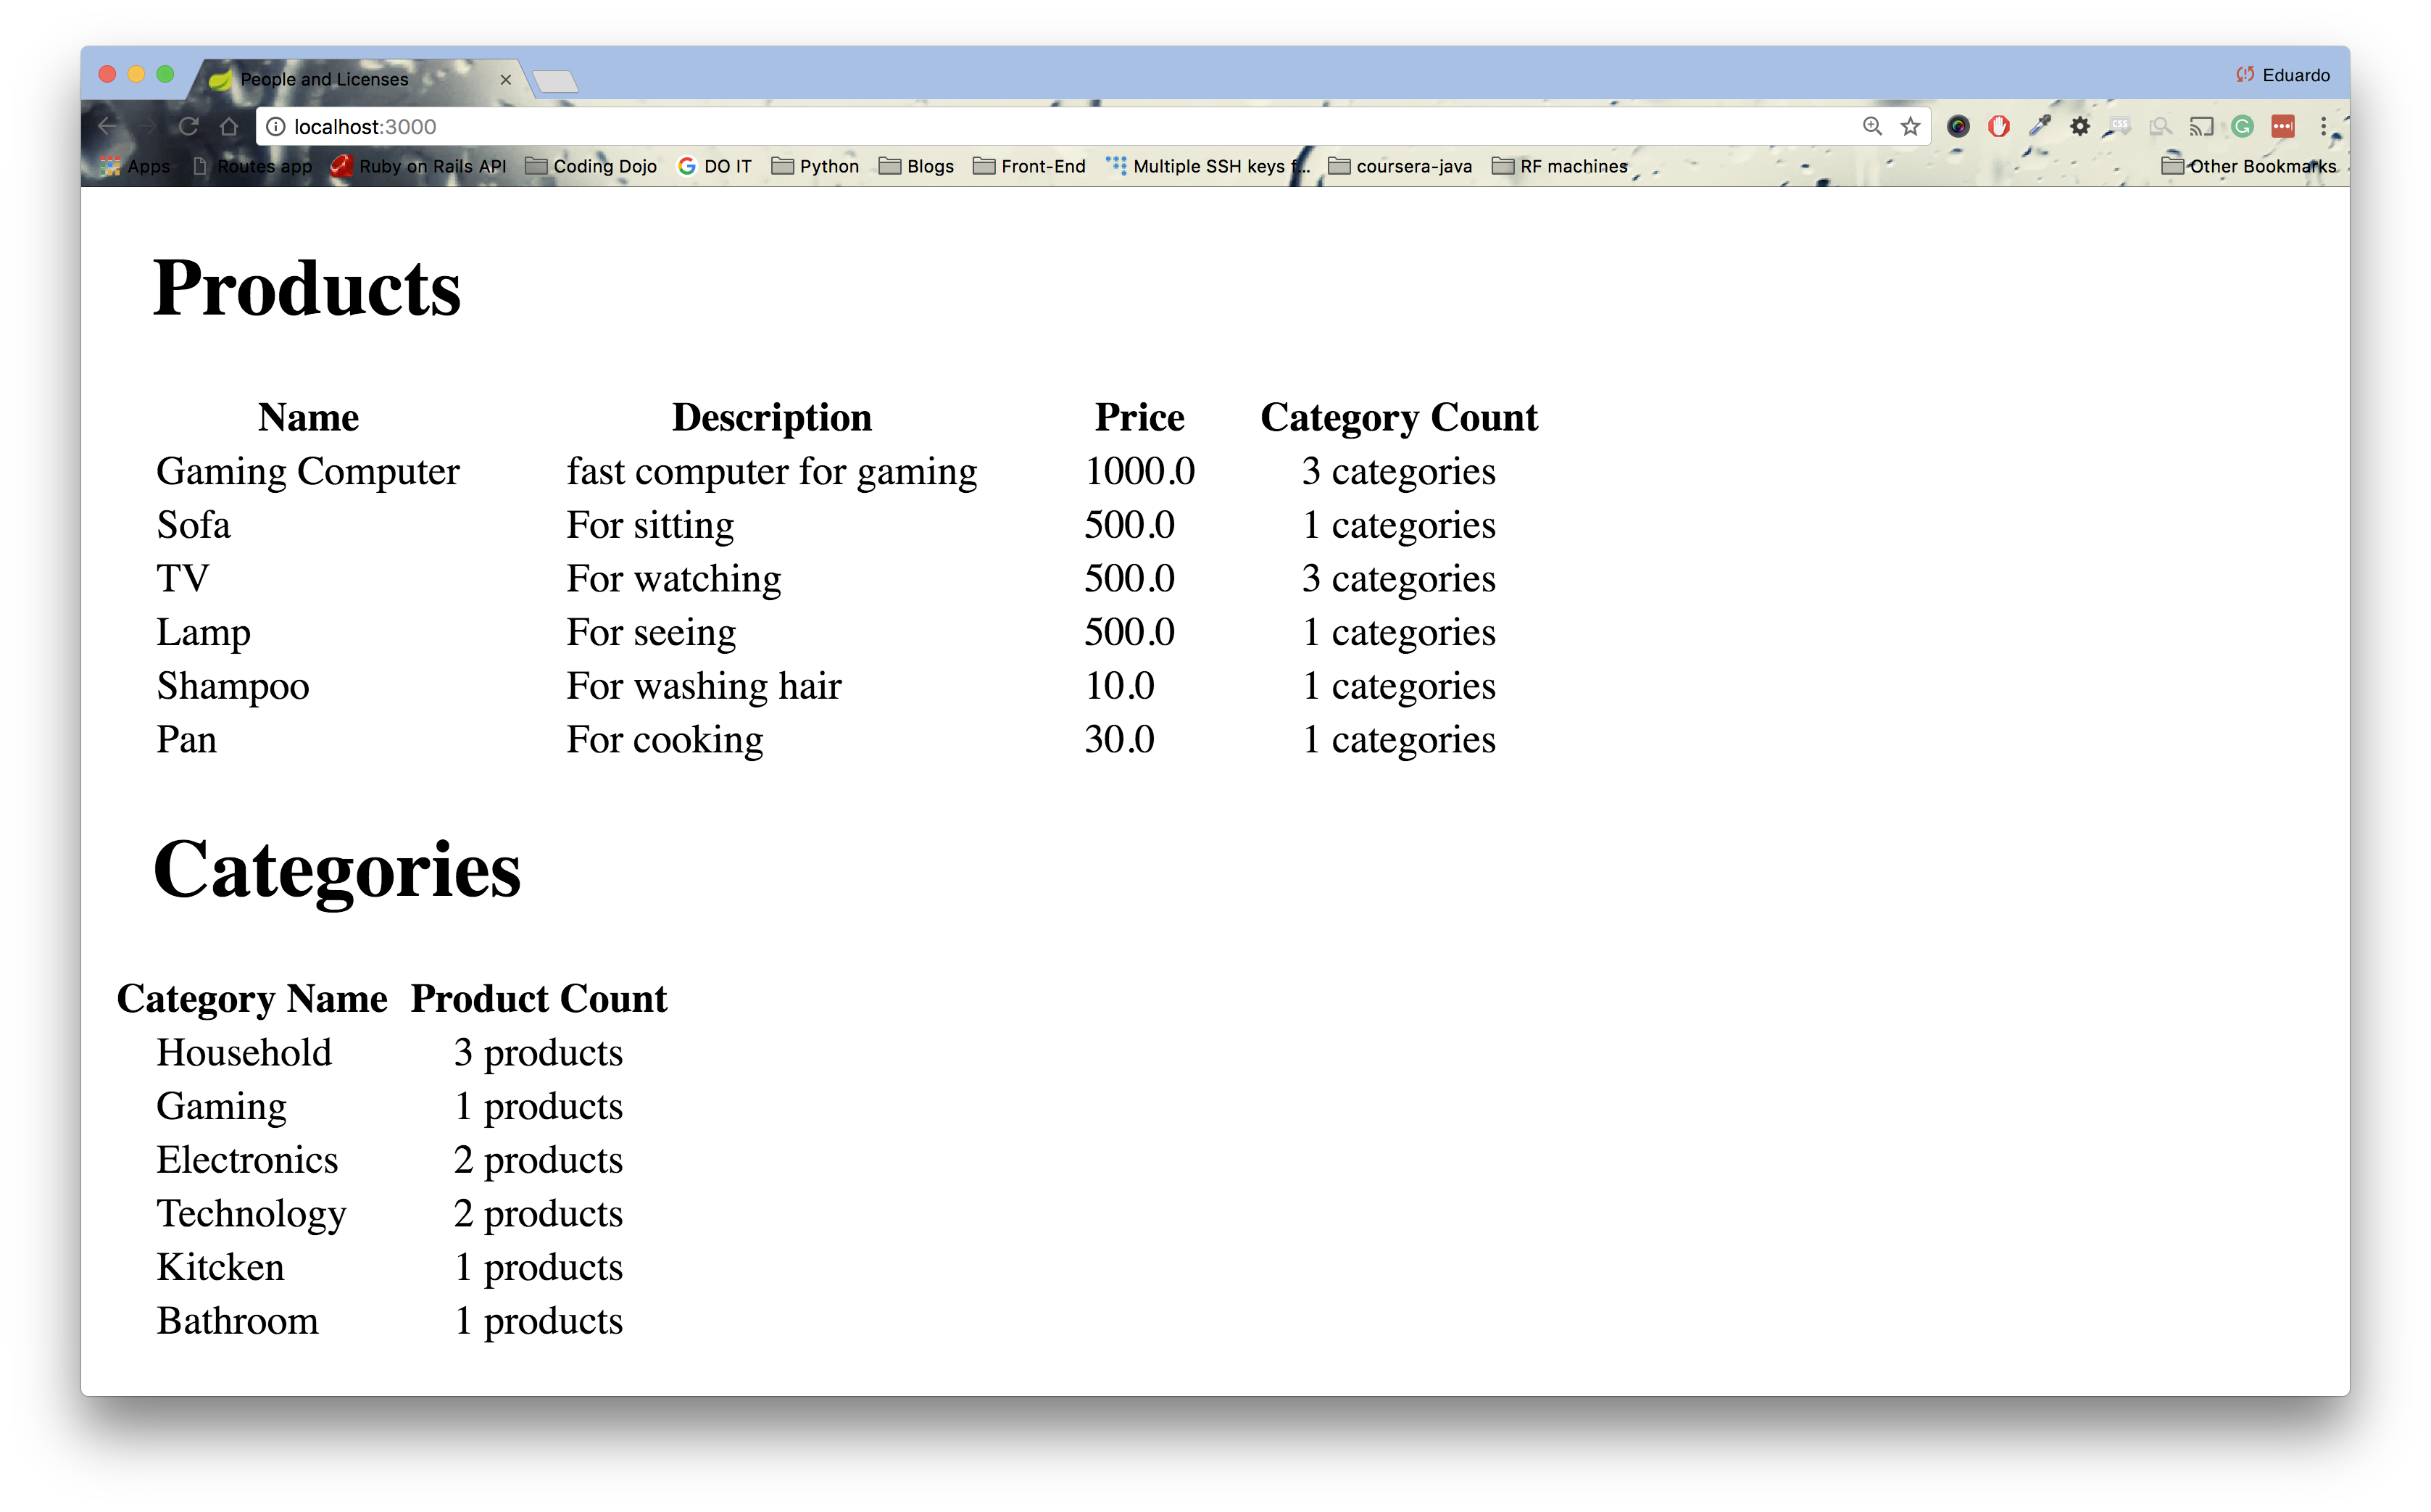 People and Licenses
Eduardo
localhost:3000
Apps Routes app Ruby on Rails API Coding Dojo DO IT Python Blogs Front-End Multiple SSH keys f... coursera-java RF machines Other Bookmarks
Products
Name Description Price Category Count
Gaming Computer fast computer for gaming 1000.0 3 categories
Sofa For sitting 500.0 1 categories
TV For watching 500.0 3 categories
Lamp For seeing 500.0 1 categories
Shampoo For washing hair 10.0 1 categories
Pan For cooking 30.0 1 categories
Categories
Category Name Product Count
Household 3 products
Gaming 1 products
Electronics 2 products
Technology 2 products
Kitcken 1 products
Bathroom 1 products